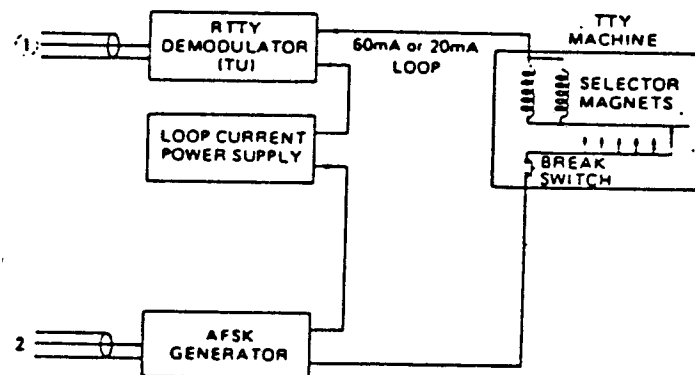 RTTY
DEMODULATOR
(TU)
(1)
60mA or 20mA
LOOP
TTY
MACHINE
SELECTOR
MAGNETS
LOOP CURRENT
POWER SUPPLY
BREAK
SWITCH
2
AFSK
GENERATOR